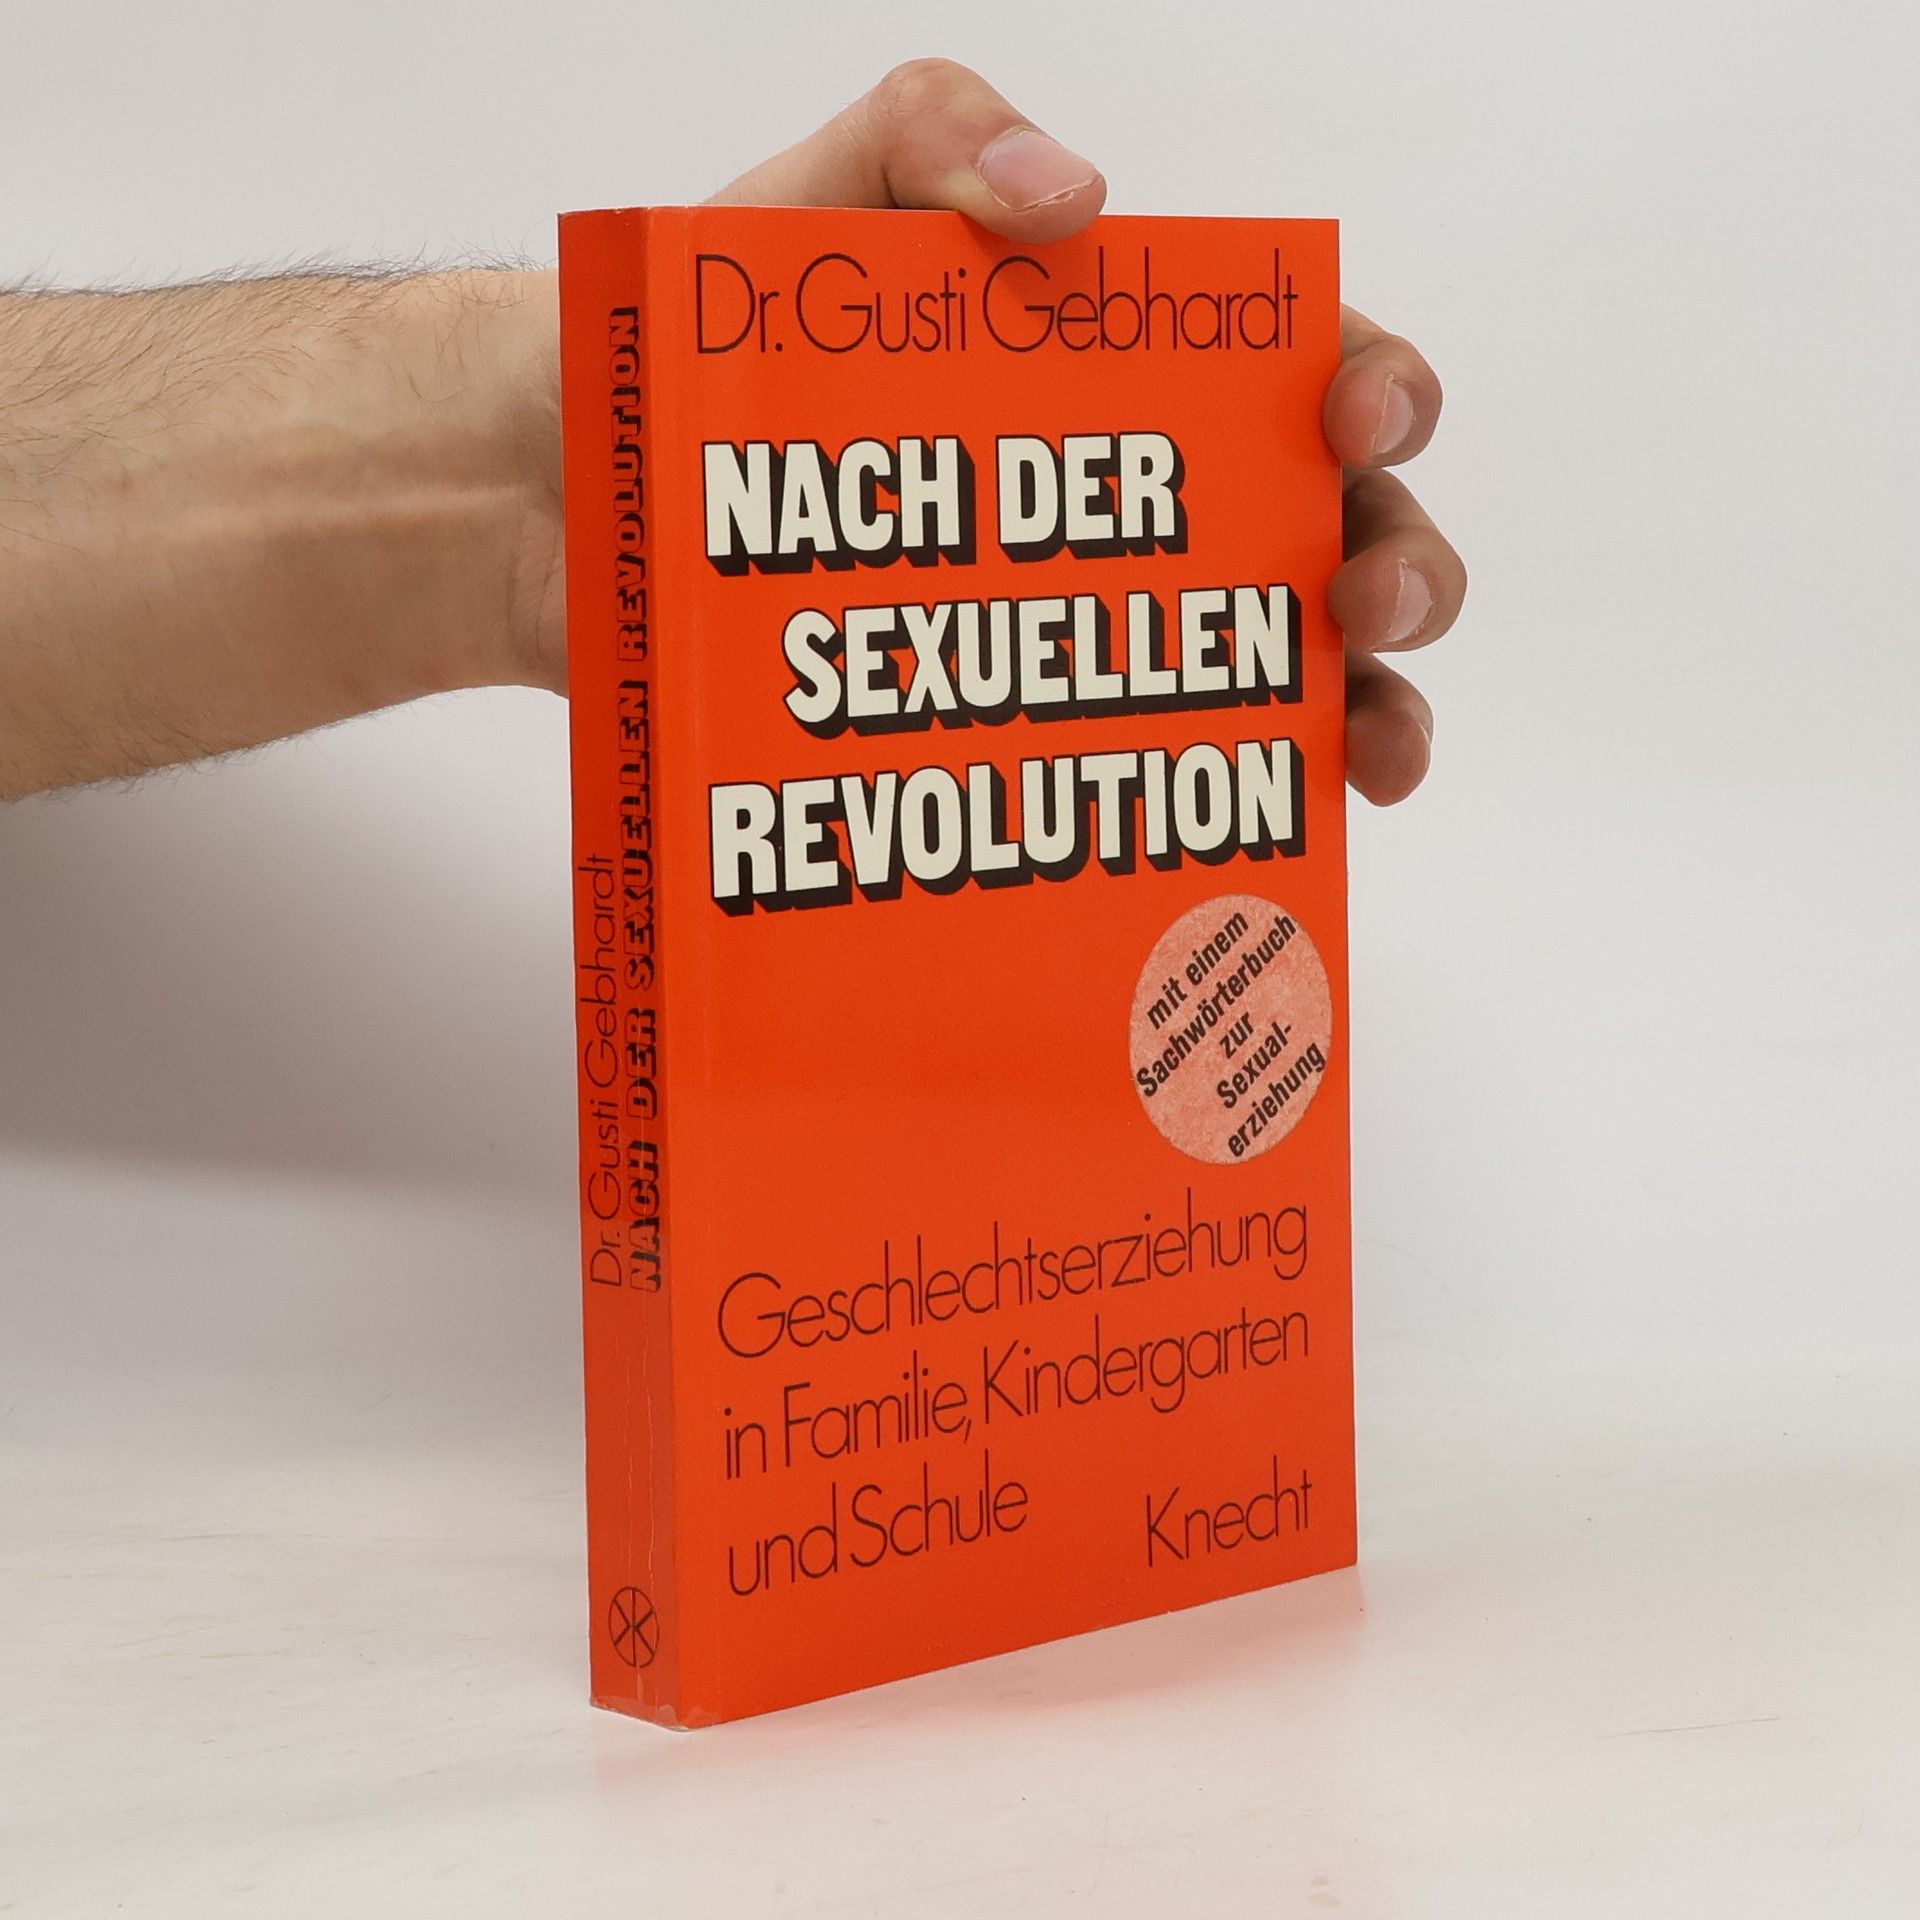 Dr. Gusti Gebhardt
NACH DER
SEXUELLEN
REVOLUTION
mit einem
Sachwörterbuch
zur
Sexual-
erziehung
Geschlechtserziehung
in Familie, Kindergarten
und Schule
Knecht
Dr. Gusti Gebhardt
NACH DER SEXUELLEN REVOLUTION